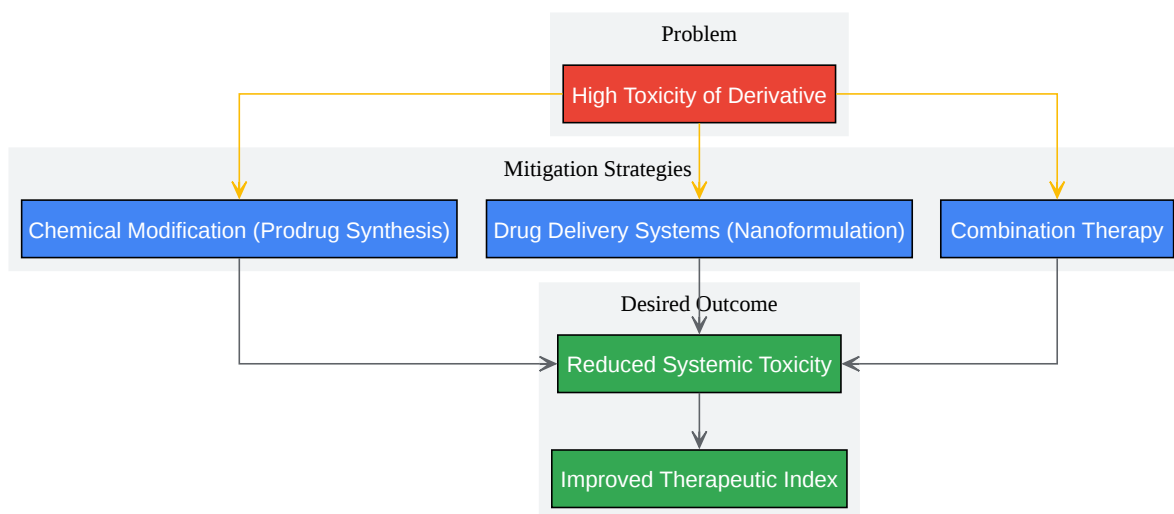 Problem
High Toxicity of Derivative
Mitigation Strategies
Chemical Modification (Prodrug Synthesis)
Drug Delivery Systems (Nanoformulation)
Combination Therapy
Desired Outcome
Reduced Systemic Toxicity
Improved Therapeutic Index